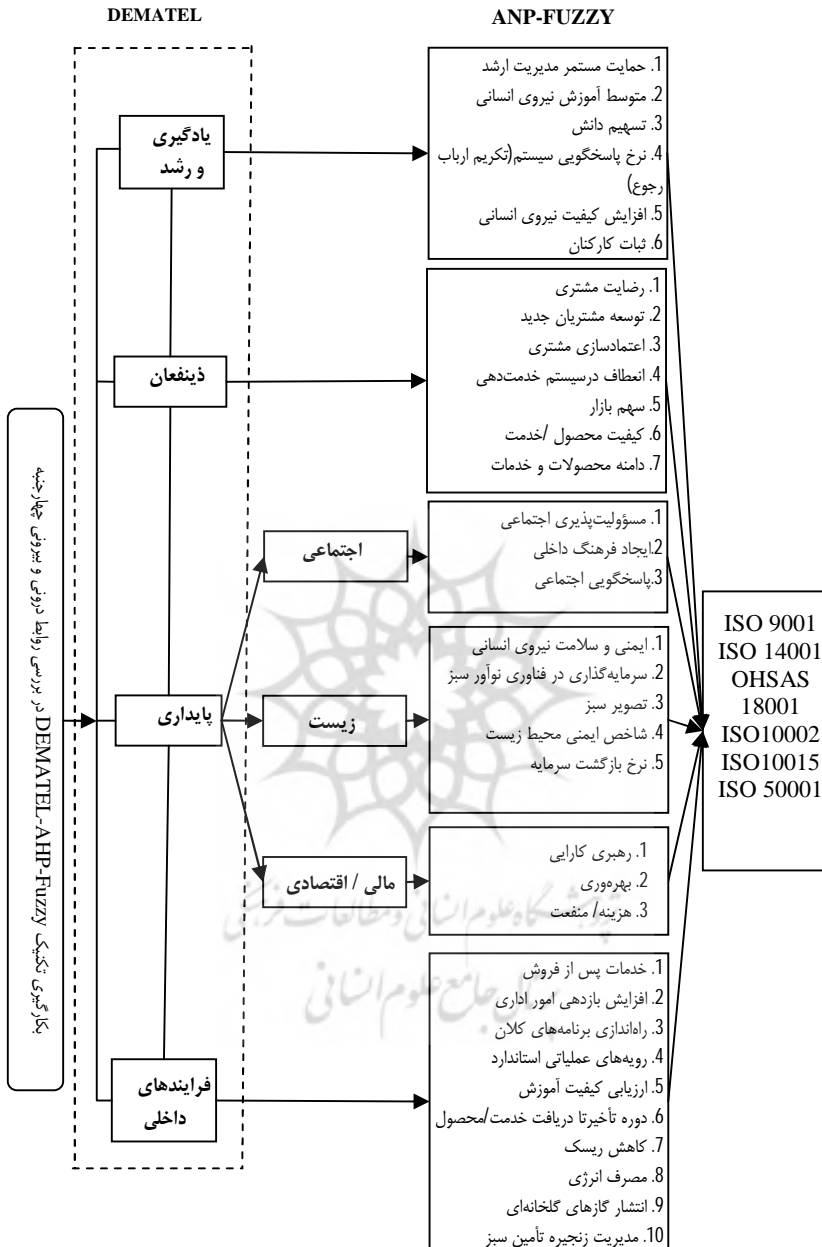 DEMATEL
ANP-FUZZY
یادگیری
و رشد
1. حمایت مستمر مدیریت ارشد
2. متوسط آموزش نیروی انسانی
3. تسهیم دانش
4. نرخ پاسخگویی سیستم(تکریم ارباب
رجوع)
5. افزایش کیفیت نیروی انسانی
6. ثبات کارکنان
ذینفعان
1. رضایت مشتری
2. توسعه مشتریان جدید
3. اعتمادسازی مشتری
4. انعطاف درسیستم خدمت‌دهی
5. سهم بازار
6. کیفیت محصول /خدمت
7. دامنه محصولات و خدمات
بکارگیری تکنیک DEMATEL-AHP-Fuzzy در بررسی روابط درونی و بیرونی چهارجنبه
پایداری
اجتماعی
1. مسؤولیت‌پذیری اجتماعی
2.ایجاد فرهنگ داخلی
3.پاسخگویی اجتماعی
زیست
1. ایمنی و سلامت نیروی انسانی
2. سرمایه‌گذاری در فناوری نوآور سبز
3. تصویر سبز
4. شاخص ایمنی محیط زیست
5. نرخ بازگشت سرمایه
مالی / اقتصادی
1. رهبری کارایی
2. بهره‌وری
3. هزینه/ منفعت
فرایندهای
داخلی
1. خدمات پس از فروش
2. افزایش بازدهی امور اداری
3. راه‌اندازی برنامه‌های کلان
4. رویه‌های عملیاتی استاندارد
5. ارزیابی کیفیت آموزش
6. دوره تأخیرتا دریافت خدمت/محصول
7. کاهش ریسک
8. مصرف انرژی
9. انتشار گازهای گلخانه‌ای
10. مدیریت زنجیره تأمین سبز
ISO 9001
ISO 14001
OHSAS
18001
ISO10002
ISO10015
ISO 50001
پژوهشگاه علوم انسانی و مطالعات فرهنگی
پرتال جامع علوم انسانی